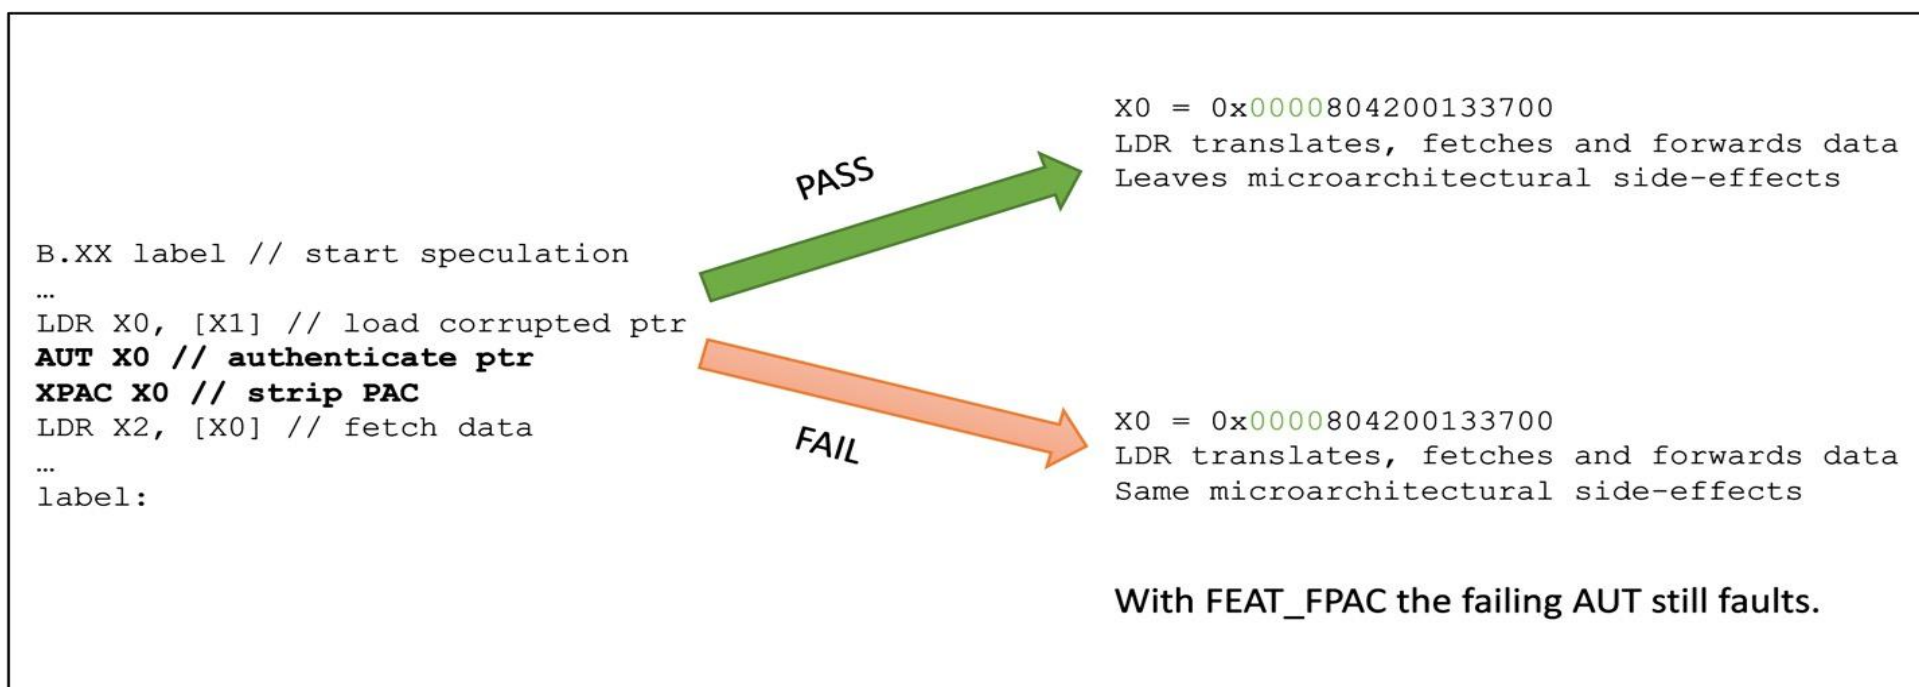 B.XX label // start speculation
…
LDR X0, [X1] // load corrupted ptr
AUT X0 // authenticate ptr
XPAC X0 // strip PAC
LDR X2, [X0] // fetch data
…
label:
PASS
FAIL
X0 = 0x0000804200133700
LDR translates, fetches and forwards data
Leaves microarchitectural side-effects
X0 = 0x0000804200133700
LDR translates, fetches and forwards data
Same microarchitectural side-effects
With FEAT_FPAC the failing AUT still faults.